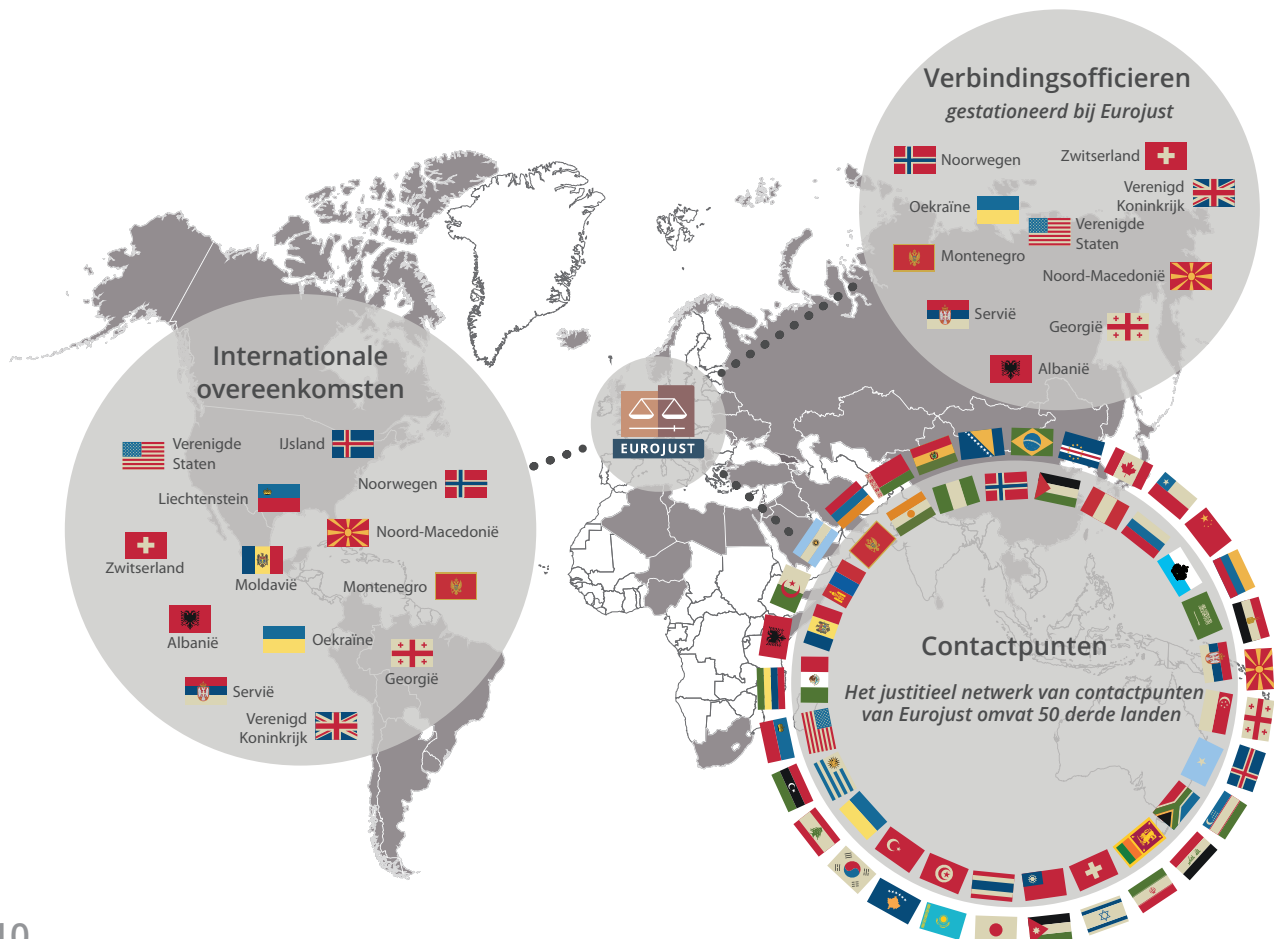 Verbindingsofficieren
gestationeerd bij Eurojust
Noorwegen
Zwitserland
Verenigd
Koninkrijk
Oekraïne
Verenigde
Staten
Montenegro
Noord-Macedonië
Servië
Georgië
Albanië
Internationale
overeenkomsten
Verenigde
Staten
IJsland
Noorwegen
Liechtenstein
Noord-Macedonië
Zwitserland
Moldavië
Montenegro
Albanië
Oekraïne
Georgië
Servië
Verenigd
Koninkrijk
EUROJUST
Contactpunten
Het justitieel netwerk van contactpunten
van Eurojust omvat 50 derde landen
10